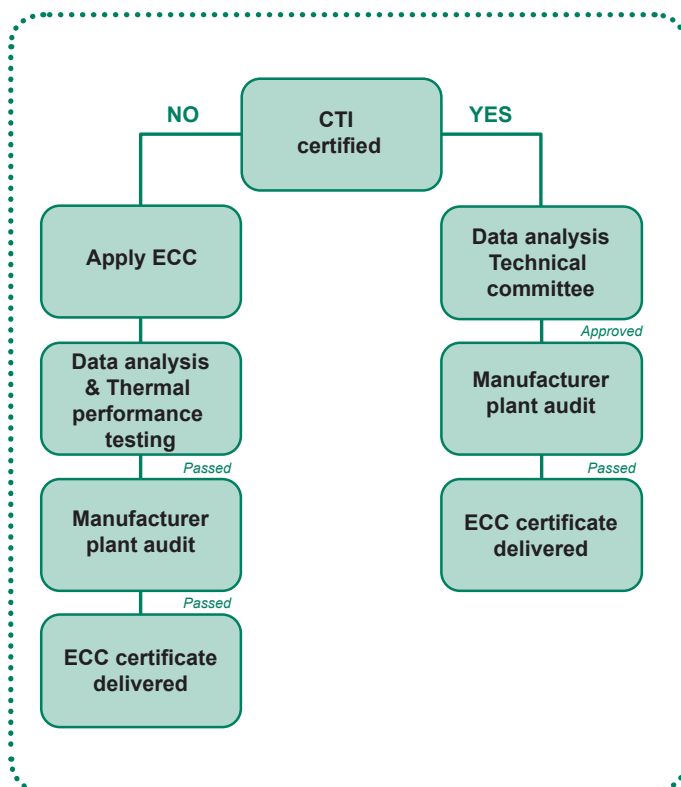 NO
CTI
certified
YES
Apply ECC
Data analysis
& Thermal
performance
testing
Passed
Manufacturer
plant audit
Passed
ECC certificate
delivered
Data analysis
Technical
committee
Approved
Manufacturer
plant audit
Passed
ECC certificate
delivered